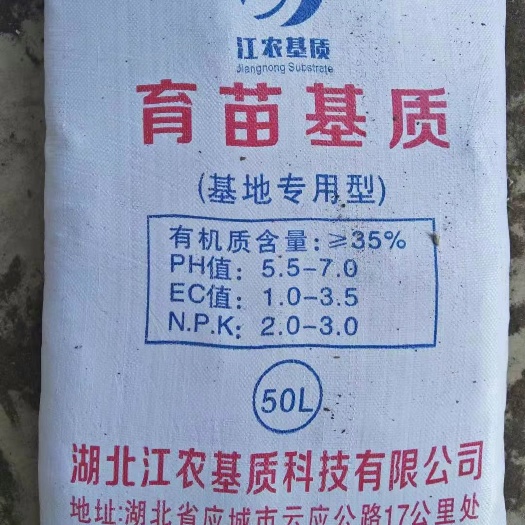 江农基质
Jiangnong Substrate
育苗基质
(基地专用型)
有机质含量: ≥35%
PH值: 5.5-7.0
EC值: 1.0-3.5
N.P.K: 2.0-3.0
50L
湖北江农基质科技有限公司
地址:湖北省应城市云应公路17公里处